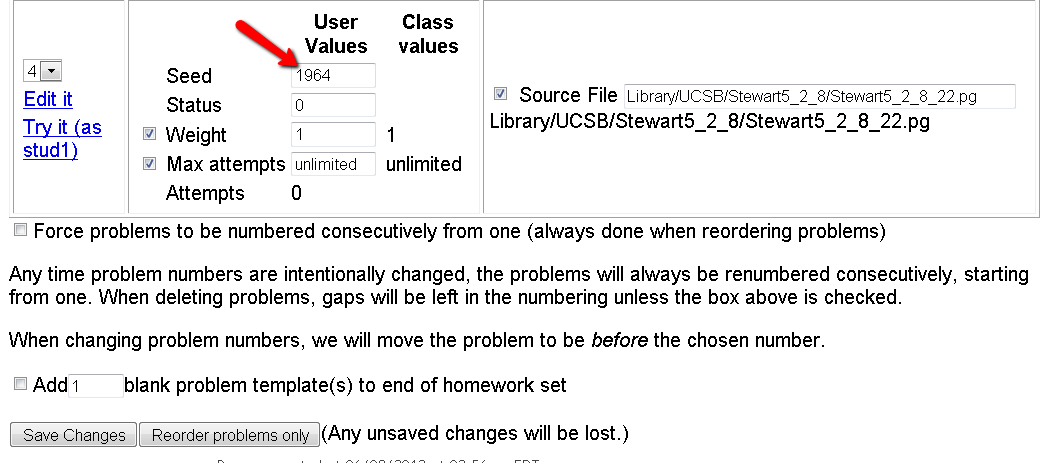 User Values
Class values
4
Edit it
Try it (as stud1)
Seed 1964
Status 0
Weight 1 1
Max attempts unlimited unlimited
Attempts 0
Source File Library/UCSB/Stewart5_2_8/Stewart5_2_8_22.pg
Library/UCSB/Stewart5_2_8/Stewart5_2_8_22.pg
Force problems to be numbered consecutively from one (always done when reordering problems)
Any time problem numbers are intentionally changed, the problems will always be renumbered consecutively, starting
from one. When deleting problems, gaps will be left in the numbering unless the box above is checked.
When changing problem numbers, we will move the problem to be before the chosen number.
Add 1 blank problem template(s) to end of homework set
Save Changes Reorder problems only (Any unsaved changes will be lost.)